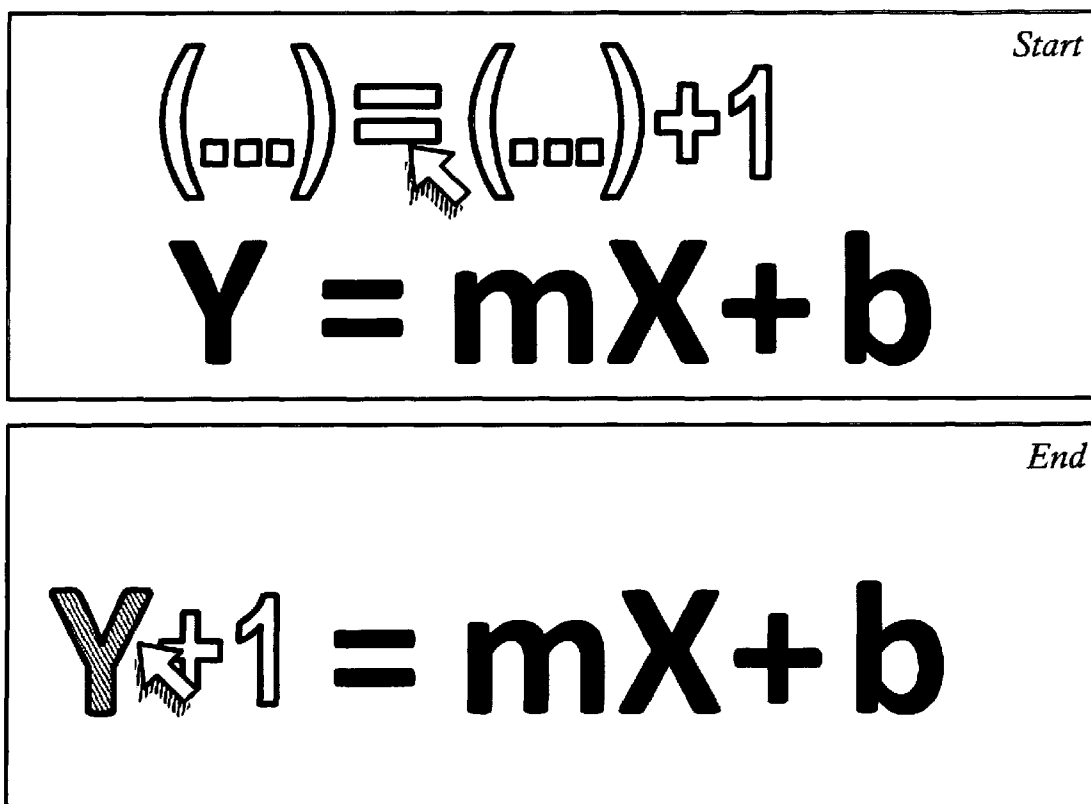 Start
(...) = (...) +1
Y = mX + b
End
Y +1 = mX + b